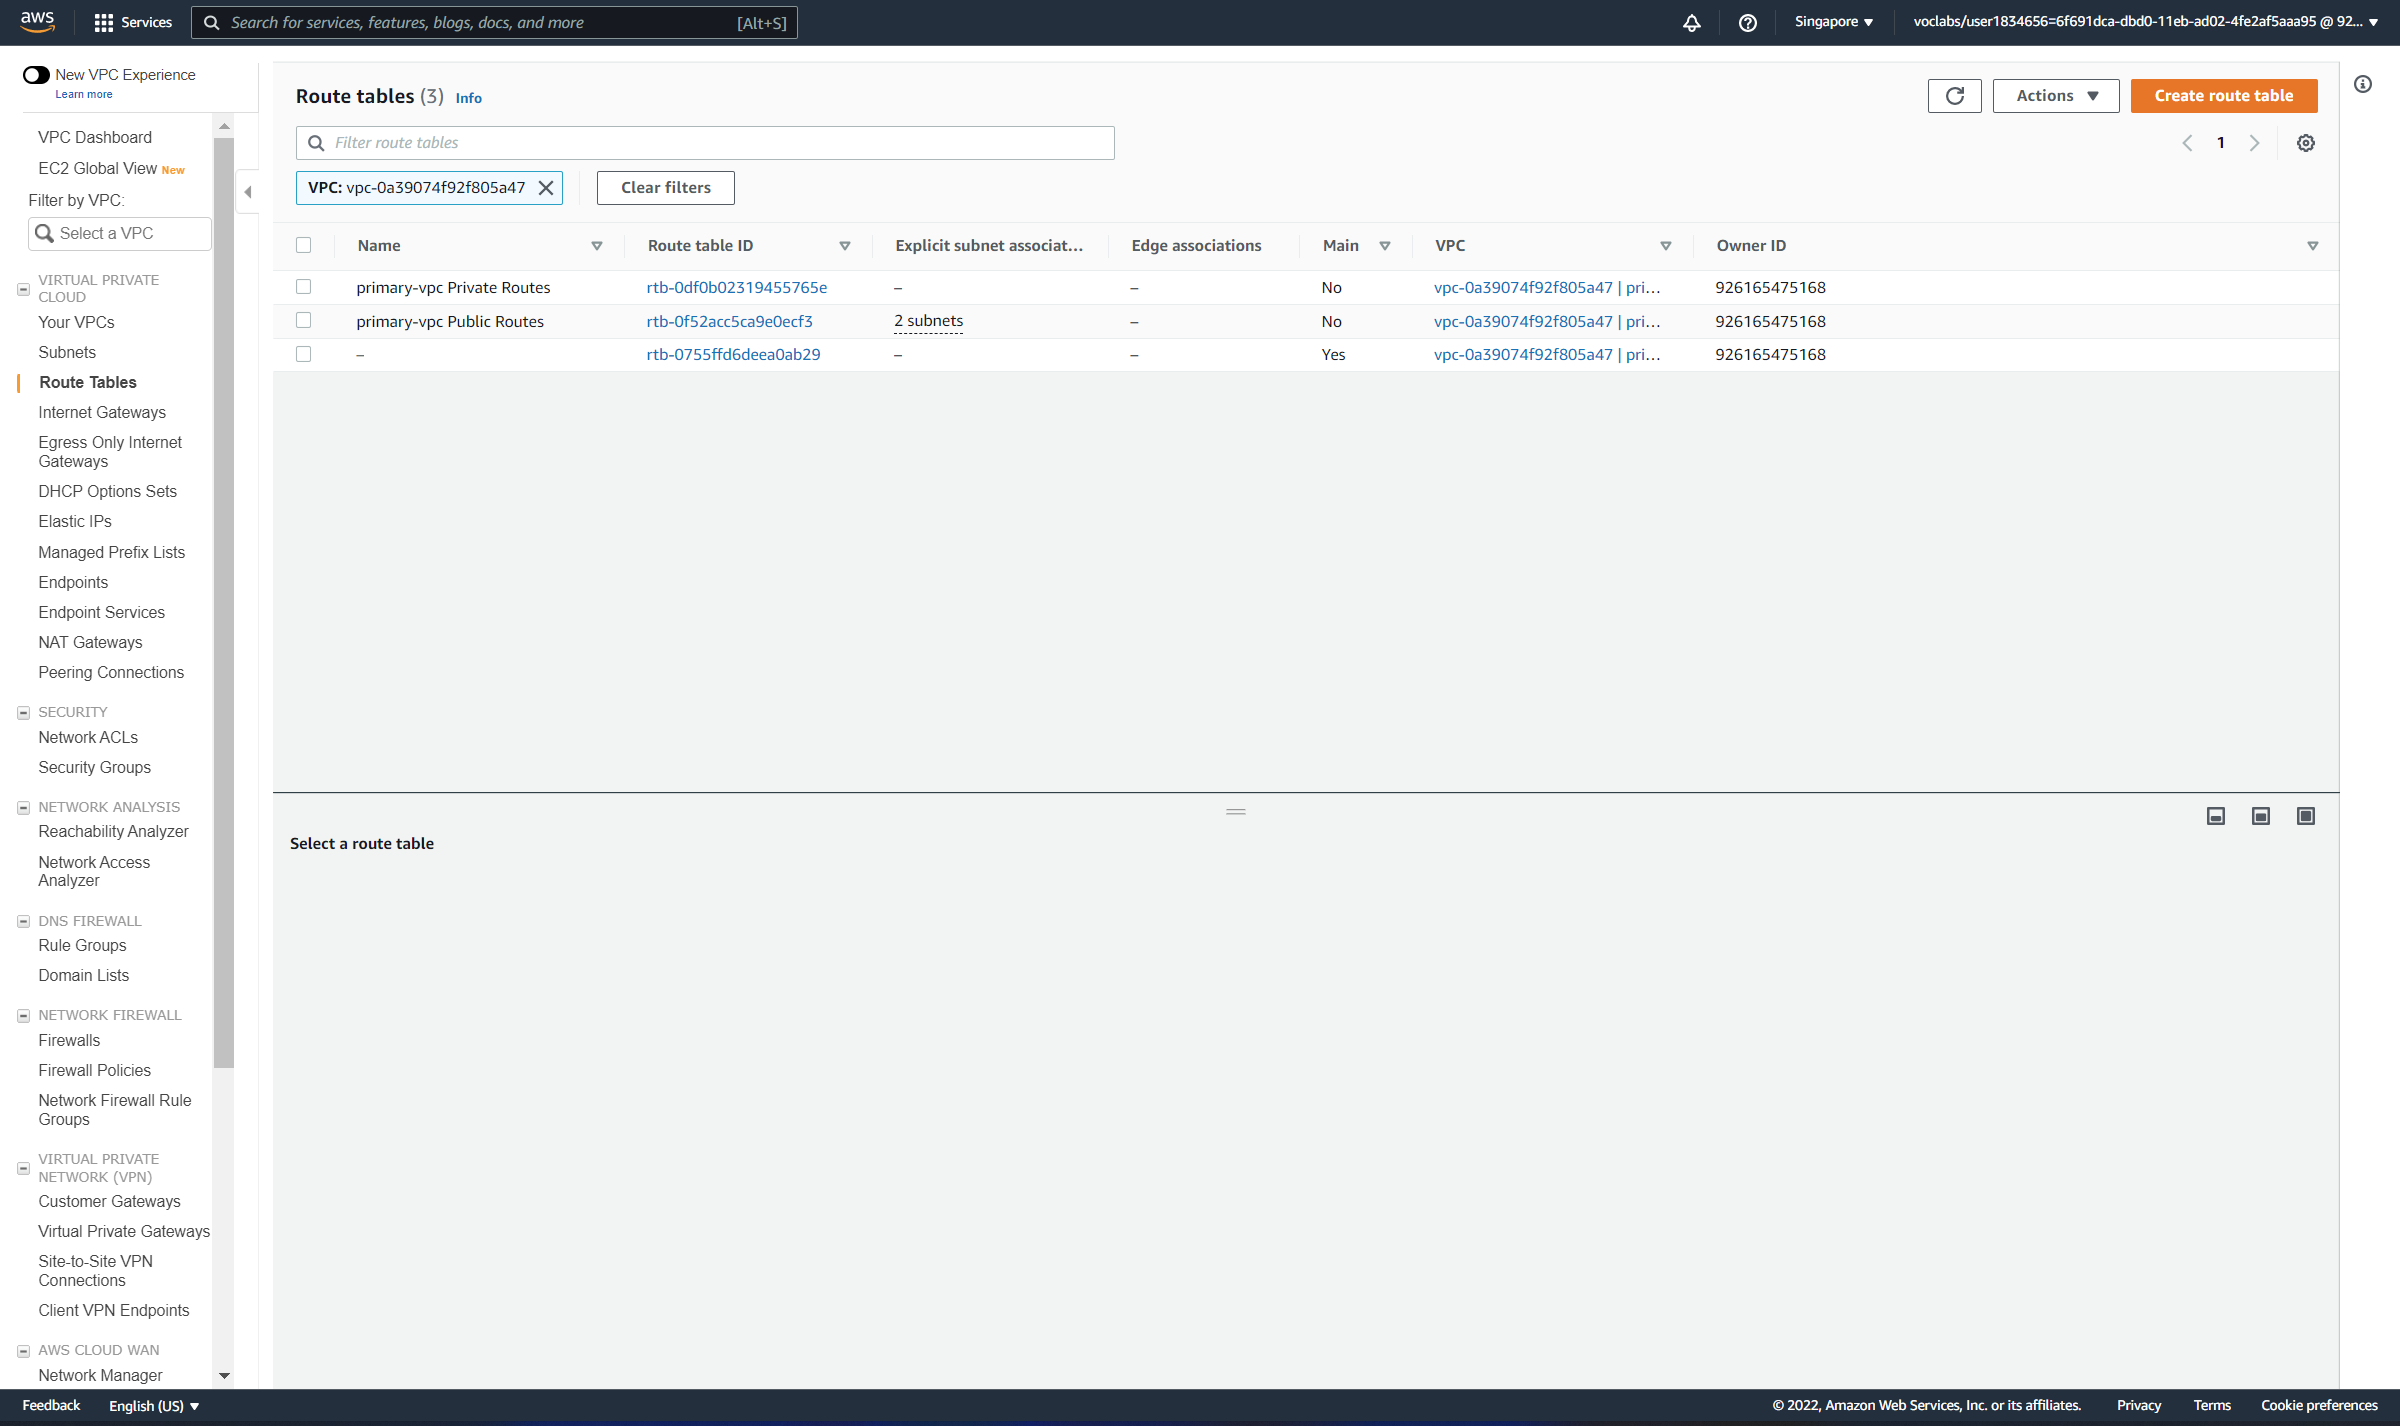 aws
Services
Search for services, features, blogs, docs, and more
[Alt+S]
Singapore
voclabs/user1834656=6f691dca-dbd0-11eb-ad02-4fe2af5aaa95 @ 92...
New VPC Experience
Learn more
VPC Dashboard
EC2 Global View New
Filter by VPC:
Select a VPC
VIRTUAL PRIVATE
CLOUD
Your VPCs
Subnets
Route Tables
Internet Gateways
Egress Only Internet
Gateways
DHCP Options Sets
Elastic IPs
Managed Prefix Lists
Endpoints
Endpoint Services
NAT Gateways
Peering Connections
SECURITY
Network ACLs
Security Groups
NETWORK ANALYSIS
Reachability Analyzer
Network Access
Analyzer
DNS FIREWALL
Rule Groups
Domain Lists
NETWORK FIREWALL
Firewalls
Firewall Policies
Network Firewall Rule
Groups
VIRTUAL PRIVATE
NETWORK (VPN)
Customer Gateways
Virtual Private Gateways
Site-to-Site VPN
Connections
Client VPN Endpoints
AWS CLOUD WAN
Network Manager
Route tables (3) Info
Actions
Create route table
Filter route tables
1
VPC: vpc-0a39074f92f805a47
Clear filters
Name Route table ID Explicit subnet associat... Edge associations Main VPC Owner ID
primary-vpc Private Routes rtb-0df0b02319455765e – – No vpc-0a39074f92f805a47 | pri... 926165475168
primary-vpc Public Routes rtb-0f52acc5ca9e0ecf3 2 subnets – No vpc-0a39074f92f805a47 | pri... 926165475168
– rtb-0755ffd6deea0ab29 – – Yes vpc-0a39074f92f805a47 | pri... 926165475168
Select a route table
Feedback
English (US)
© 2022, Amazon Web Services, Inc. or its affiliates.
Privacy
Terms
Cookie preferences